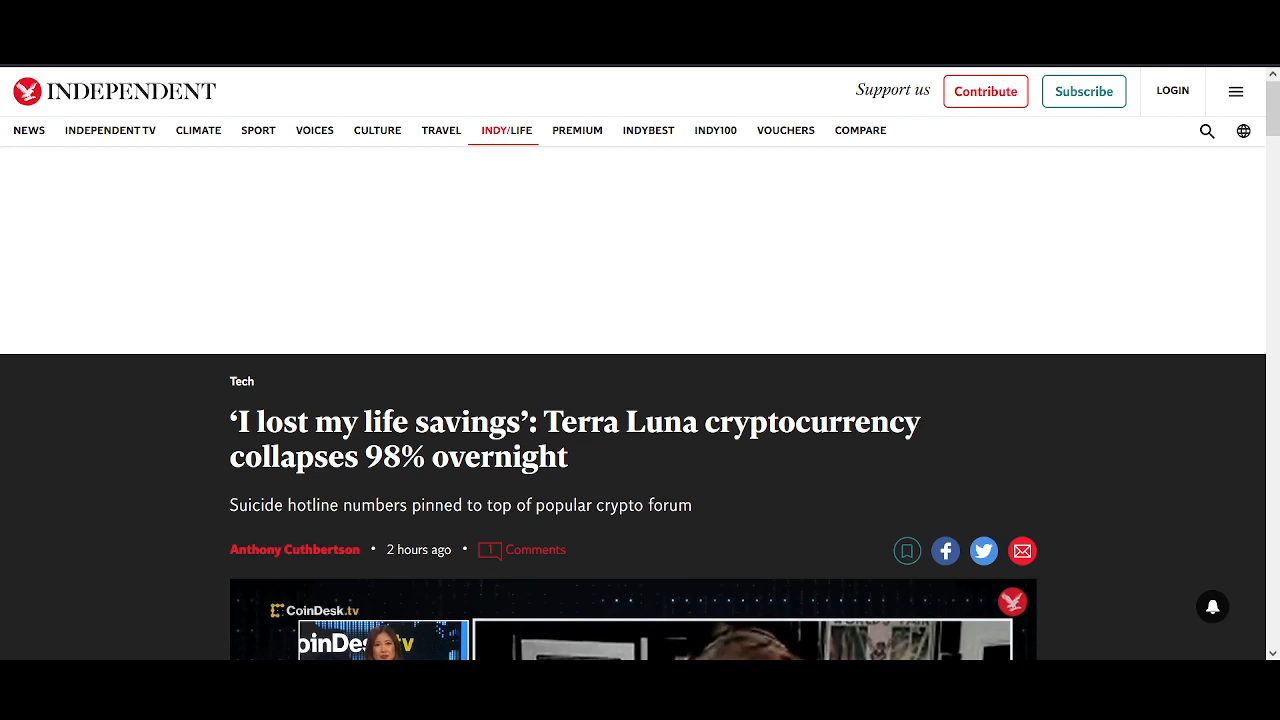 INDEPENDENT
Support us
Contribute
Subscribe
LOGIN
NEWS INDEPENDENT TV CLIMATE SPORT VOICES CULTURE TRAVEL INDY/LIFE PREMIUM INDYBEST INDY100 VOUCHERS COMPARE
Tech
‘I lost my life savings’: Terra Luna cryptocurrency
collapses 98% overnight
Suicide hotline numbers pinned to top of popular crypto forum
Anthony Cuthbertson • 2 hours ago • 1 Comments
CoinDesk.tv